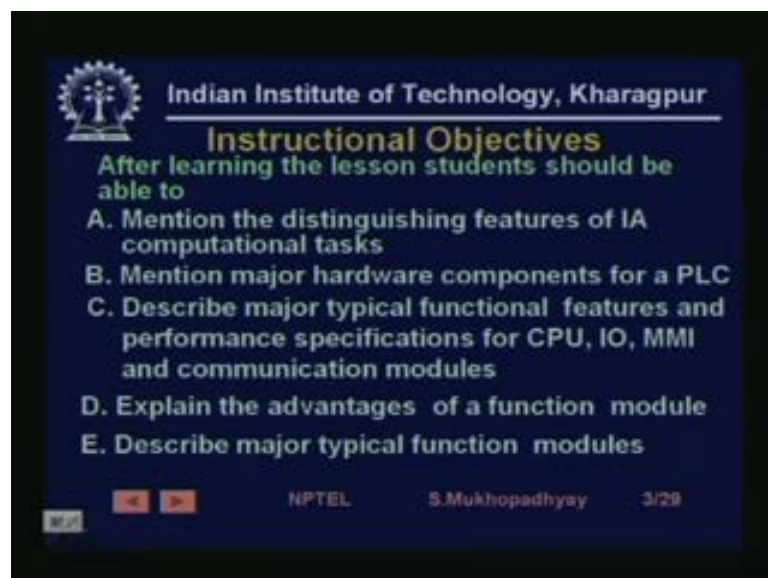 Indian Institute of Technology, Kharagpur
Instructional Objectives
After learning the lesson students should be
able to
A. Mention the distinguishing features of IA
computational tasks
B. Mention major hardware components for a PLC
C. Describe major typical functional features and
performance specifications for CPU, IO, MMI
and communication modules
D. Explain the advantages of a function module
E. Describe major typical function modules
NPTEL S.Mukhopadhyay 3/29